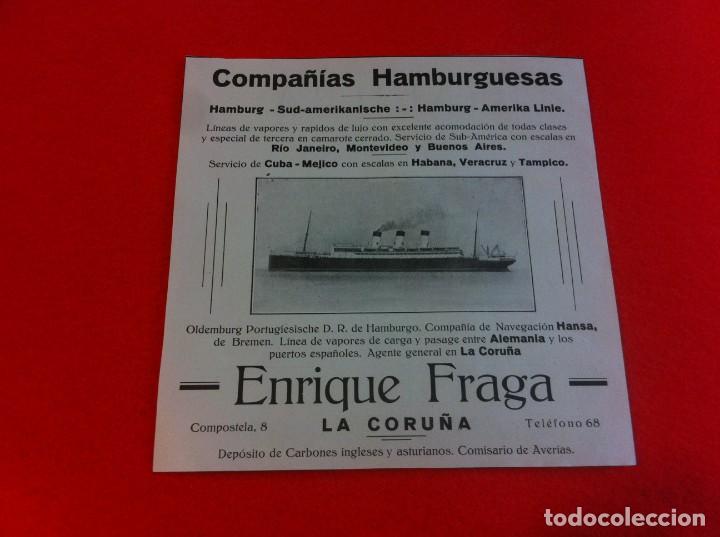 Compañías Hamburguesas
Hamburg - Sud-amerikanische :-: Hamburg - Amerika Linie.
Líneas de vapores y rapidos de lujo con excelente acomodación de todas clases
y especial de tercera en camarote cerrado. Servicio de Sub-América con escalas en
Río Janeiro, Montevideo y Buenos Aires.
Servicio de Cuba - Mejico con escalas en Habana, Veracruz y Tampico.
Oldemburg Portugiesische D. R. de Hamburgo. Compañía de Navegación Hansa,
de Bremen. Línea de vapores de carga y pasage entre Alemania y los
puertos españoles. Agente general en La Coruña
Enrique Fraga
Compostela, 8 LA CORUÑA Teléfono 68
Depósito de Carbones ingleses y asturianos. Comisario de Averias.
todocoleccion